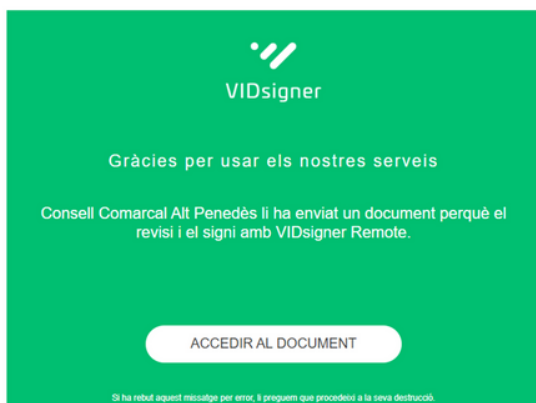 VIDsigner
Gràcies per usar els nostres serveis
Consell Comarcal Alt Penedès li ha enviat un document perquè el
revisi i el signi amb VIDsigner Remote.
ACCEDIR AL DOCUMENT
Si ha rebut aquest missatge per error, li preguem que procedeixi a la seva destrucció.